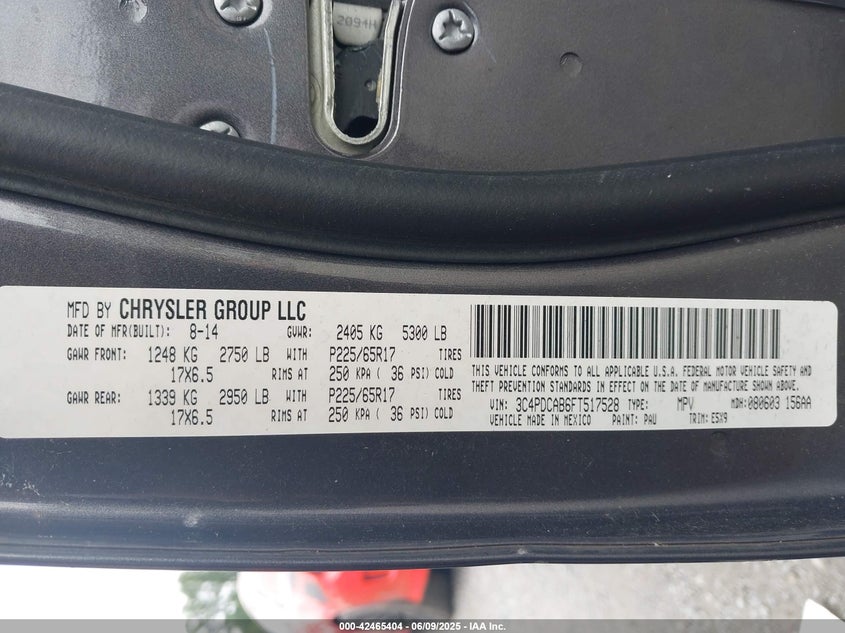 2094H
MFD BY CHRYSLER GROUP LLC
DATE OF MFR(BUILT): 8-14 GVWR: 2405 KG 5300 LB
GAWR FRONT: 1248 KG 2750 LB WITH P225/65R17 TIRES
17X6.5 RIMS AT 250 KPA ( 36 PSI) COLD
GAWR REAR: 1339 KG 2950 LB WITH P225/65R17 TIRES
17X6.5 RIMS AT 250 KPA ( 36 PSI) COLD
THIS VEHICLE CONFORMS TO ALL APPLICABLE U.S.A. FEDERAL MOTOR VEHICLE SAFETY AND
THEFT PREVENTION STANDARDS IN EFFECT ON THE DATE OF MANUFACTURE SHOWN ABOVE.
VIN: 3C4PDCAB6FT517528 TYPE: MPV MDH: 080603 156AA
VEHICLE MADE IN MEXICO PAINT: PAU TRIM: E5X9
000-42465404 | 06/09/2025 - IAA Inc.